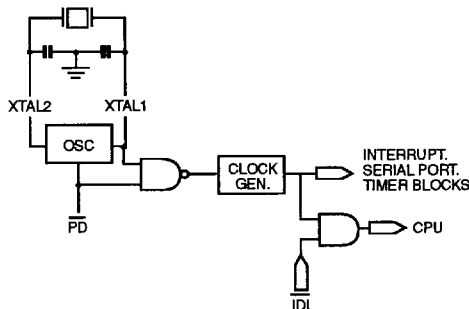 XTAL2
XTAL1
OSC
CLOCK
GEN.
INTERRUPT.
SERIAL PORT.
TIMER BLOCKS
CPU
PD
IDL